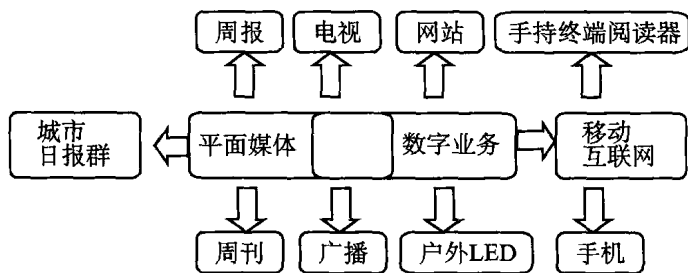 周报
电视
网站
手持终端阅读器
城市
日报群
平面媒体
数字业务
移动
互联网
周刊
广播
户外LED
手机